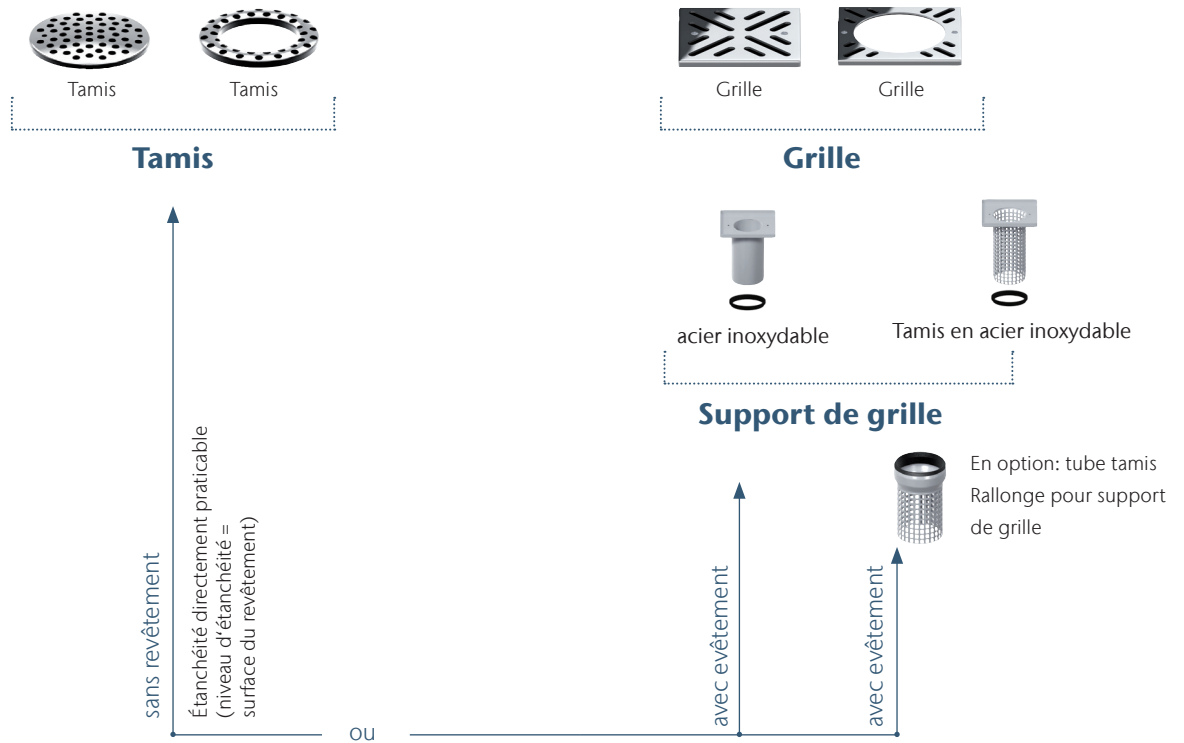 Tamis
Tamis
Grille
Grille
Tamis
Grille
acier inoxydable
Tamis en acier inoxydable
Support de grille
En option: tube tamis
Rallonge pour support
de grille
sans revêtement
Étanchéité directement praticable
(niveau d‘étanchéité =
surface du revêtement)
avec evêtement
avec evêtement
ou